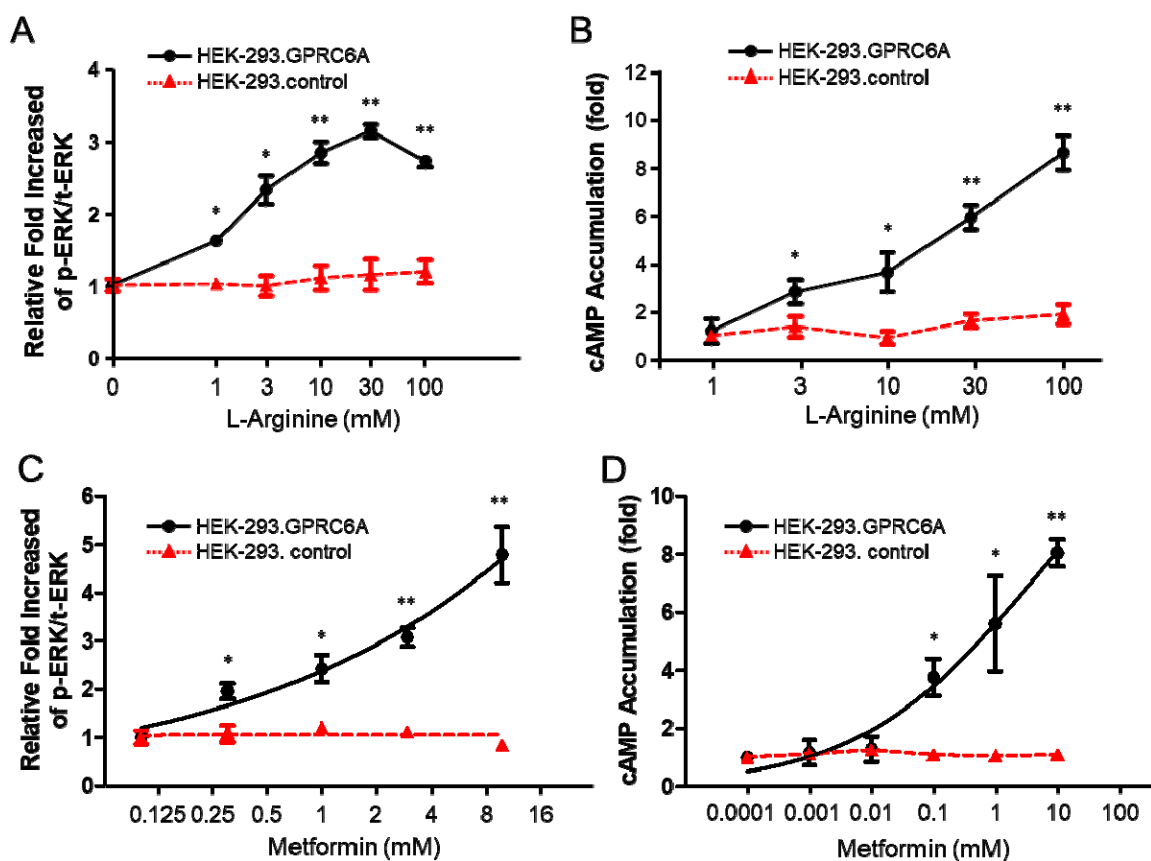 A
HEK-293.GPRC6A
HEK-293.control
Relative Fold Increased
of p-ERK/t-ERK
4
3
2
1
0
* * ** ** **
0 1 3 10 30 100
L-Arginine (mM)
B
HEK-293.GPRC6A
HEK-293.control
cAMP Accumulation (fold)
12
10
8
6
4
2
0
* * ** **
1 3 10 30 100
L-Arginine (mM)
C
HEK-293.GPRC6A
HEK-293. control
Relative Fold Increased
of p-ERK/t-ERK
6
5
4
3
2
1
0
* * ** **
0.125 0.25 0.5 1 2 4 8 16
Metformin (mM)
D
HEK-293.GPRC6A
HEK-293. control
cAMP Accumulation (fold)
10
8
6
4
2
0
* * **
0.0001 0.001 0.01 0.1 1 10 100
Metformin (mM)